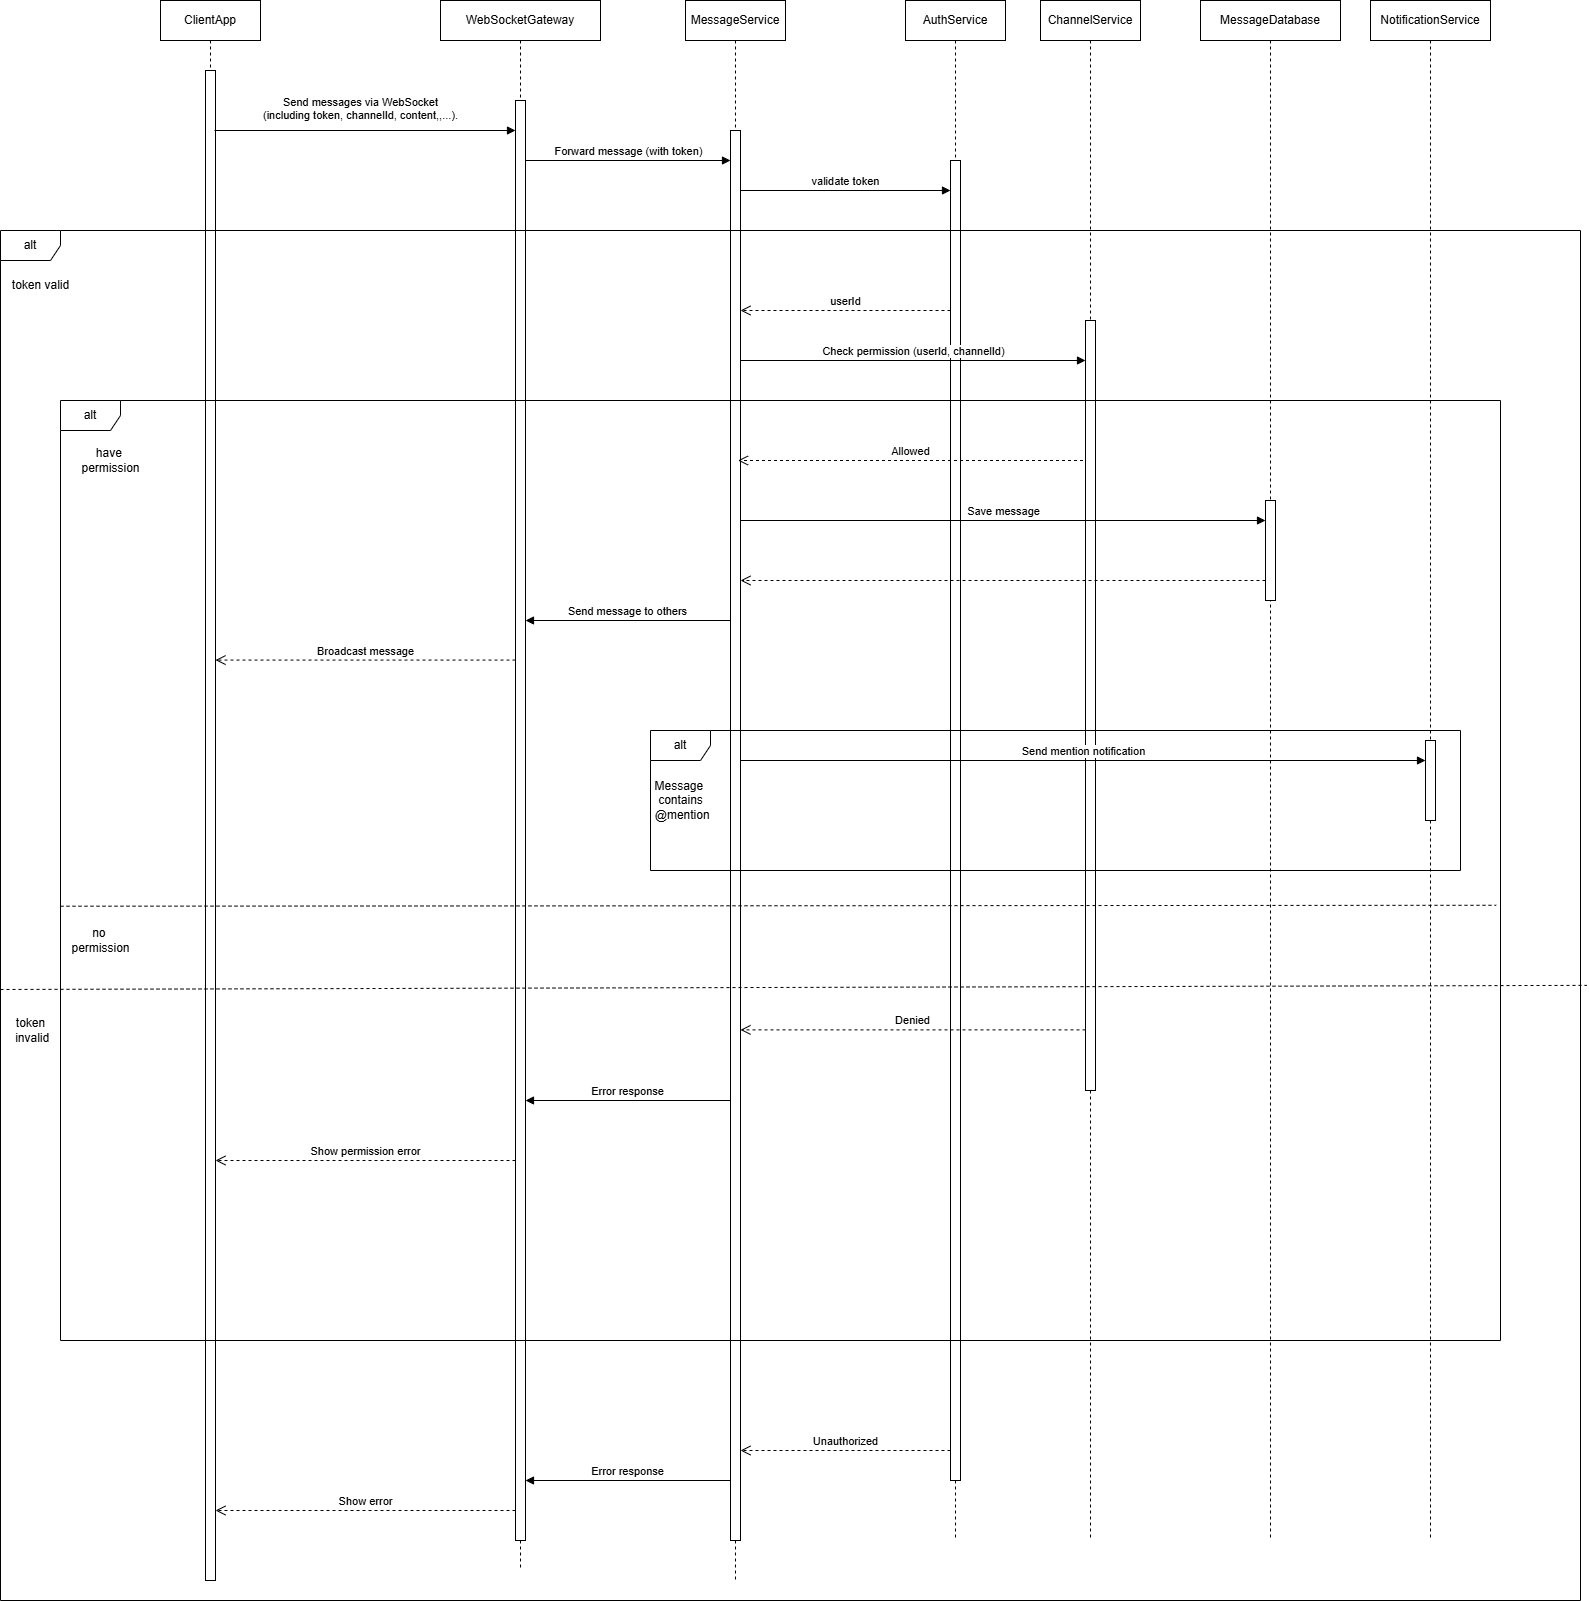 ClientApp
WebSocketGateway
MessageService
AuthService
ChannelService
MessageDatabase
NotificationService
Send messages via WebSocket
(including token, channelId, content,,...).
Forward message (with token)
validate token
alt
token valid
userId
Check permission (userId, channelId)
alt
have
permission
Allowed
Save message
Send message to others
Broadcast message
alt
Send mention notification
Message
contains
@mention
no
permission
token
invalid
Denied
Error response
Show permission error
Unauthorized
Error response
Show error